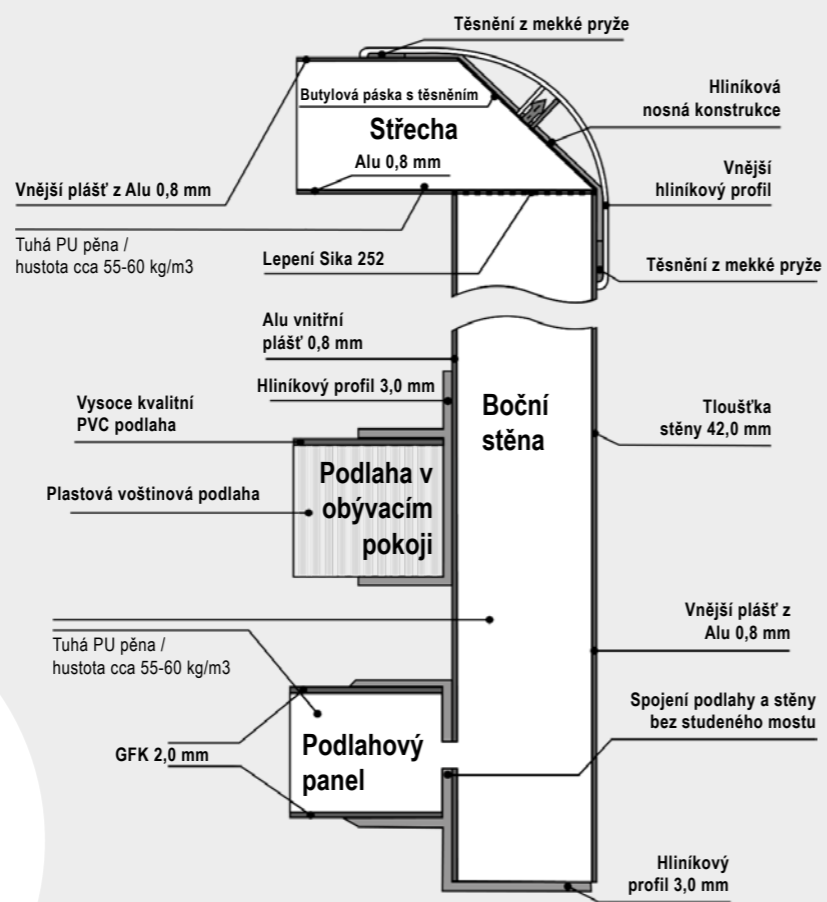 Těsnění z mekké pryže
Butylová páska s těsněním
Střecha
Alu 0,8 mm
Hliníková
nosná konstrukce
Vnější plášť z Alu 0,8 mm
Vnější
hliníkový profil
Tuhá PU pěna /
hustota cca 55-60 kg/m3
Lepení Sika 252
Těsnění z mekké pryže
Alu vnitřní
plášť 0,8 mm
Hliníkový profil 3,0 mm
Vysoce kvalitní
PVC podlaha
Boční
stěna
Tloušťka
stěny 42,0 mm
Plastová voštinová podlaha
Podlaha v
obývacím
pokoji
Vnější plášť z
Alu 0,8 mm
Tuhá PU pěna /
hustota cca 55-60 kg/m3
Spojení podlahy a stěny
bez studeného mostu
GFK 2,0 mm
Podlahový
panel
Hliníkový
profil 3,0 mm